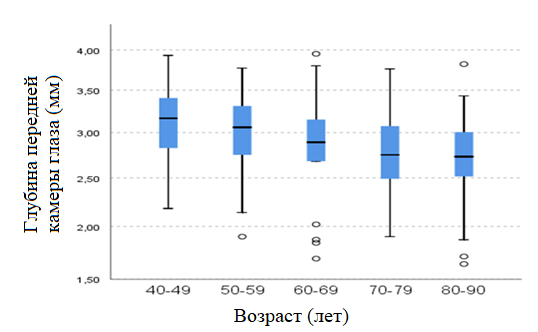 Глубина передней
камеры глаза (мм)
4,00
3,50
3,00
2,50
2,00
1,50
40-49 50-59 60-69 70-79 80-90
Возраст (лет)